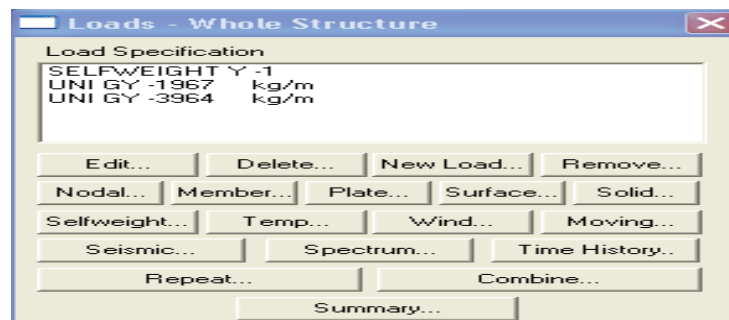 Loads - Whole Structure
Load Specification
SELFWEIGHT Y -1
UNI GY -1967 kg/m
UNI GY -3964 kg/m
Edit... Delete... New Load... Remove...
Nodal... Member... Plate... Surface... Solid...
Selfweight... Temp... Wind... Moving...
Seismic... Spectrum... Time History..
Repeat... Combine...
Summary...